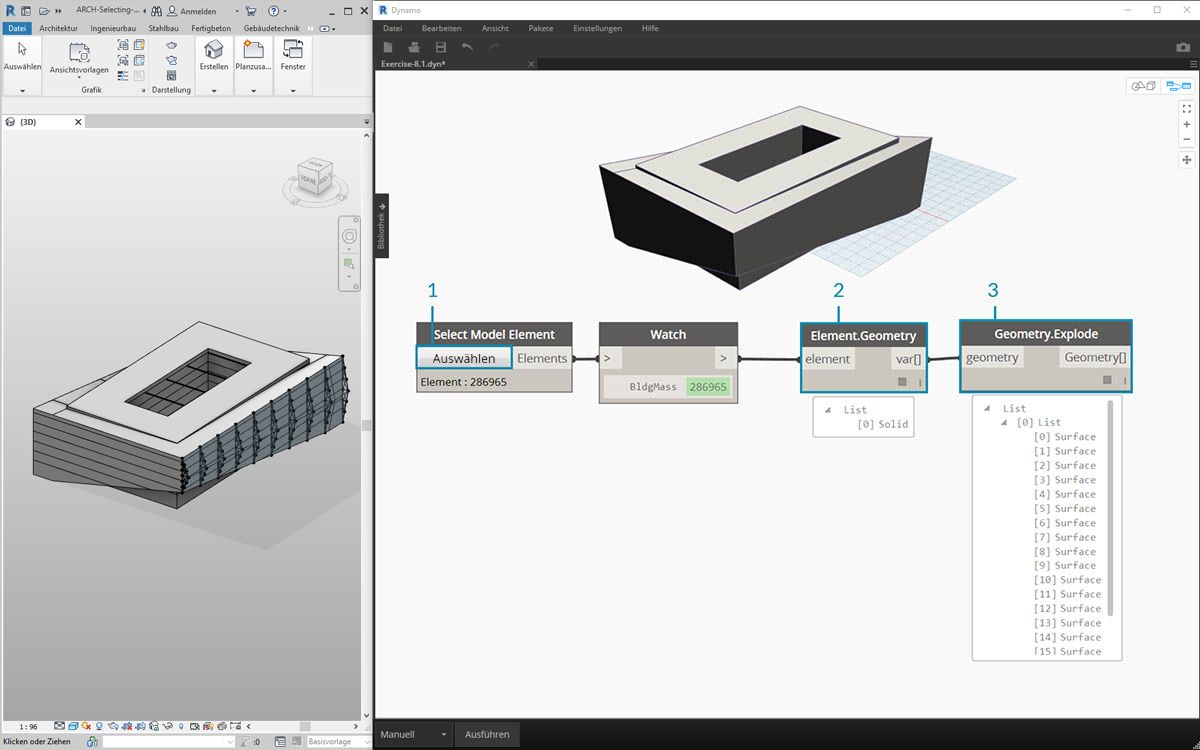 ARCH-Selecting-...
Anmelden
Datei Architektur Ingenieurbau Stahlbau Fertigbeton Gebäudetechnik
Auswählen
Ansichtsvorlagen
Erstellen
Planzusa...
Fenster
Grafik
Darstellung
{3D}
VORNE
1 : 96
Klicken oder Ziehen
:0
Basisvorlage
Dynamo
Datei Bearbeiten Ansicht Pakete Einstellungen Hilfe
Exercise-8.1.dyn*
Bibliothek
1
2
3
Select Model Element
Auswählen Elements
Element : 286965
Watch
> >
BldgMass 286965
Element.Geometry
element var[]
List
[0] Solid
Geometry.Explode
geometry Geometry[]
List
[0] List
[0] Surface
[1] Surface
[2] Surface
[3] Surface
[4] Surface
[5] Surface
[6] Surface
[7] Surface
[8] Surface
[9] Surface
[10] Surface
[11] Surface
[12] Surface
[13] Surface
[14] Surface
[15] Surface
Manuell
Ausführen